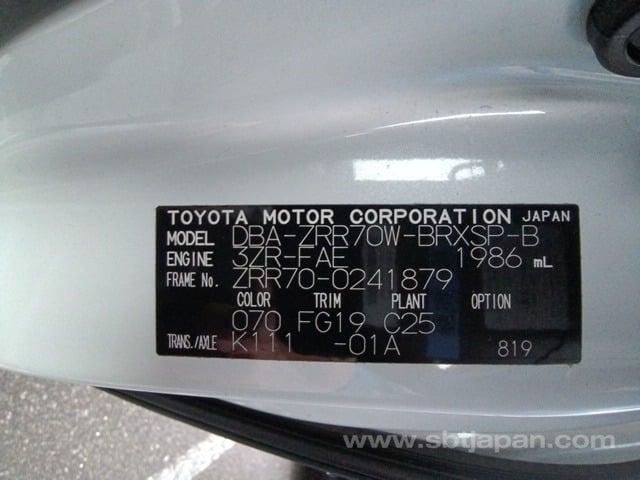 TOYOTA MOTOR CORPORATION JAPAN
MODEL DBA-ZRR70W-BRXSP-B
ENGINE 3ZR-FAE 1986 mL
FRAME No. ZRR70-0241879
COLOR TRIM PLANT OPTION
070 FG19 C25
TRANS./AXLE K111 -01A 819
www.sbtjapan.com